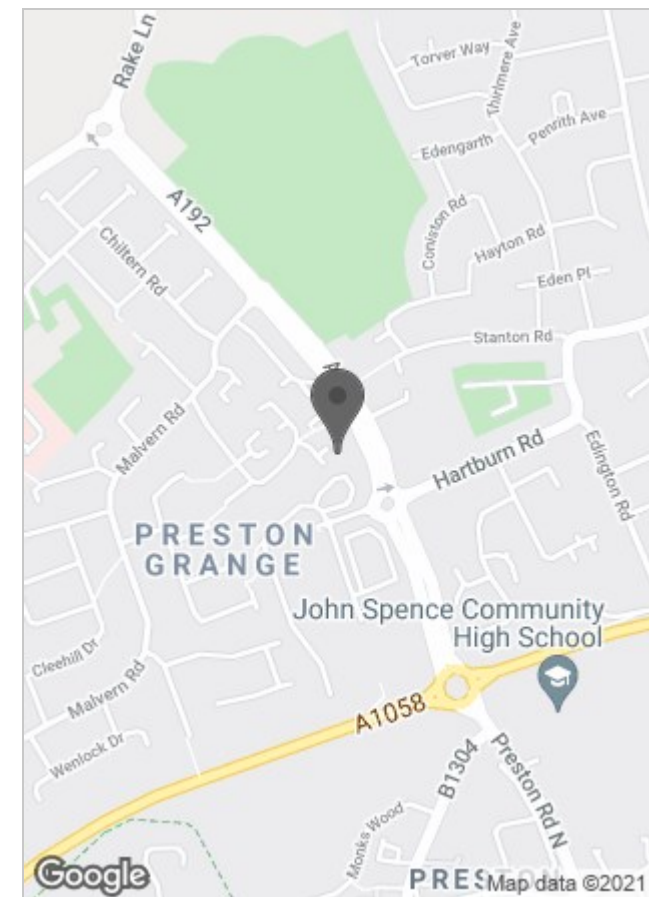 Rake Ln
Torver Way
Thirlmere Ave
Penrith Ave
Edengarth
A192
Coniston Rd
Hayton Rd
Chiltern Rd
Eden Pl
Stanton Rd
Malvern Rd
Hartburn Rd
Edington Rd
PRESTON
GRANGE
John Spence Community
High School
Cleehill Dr
Malvern Rd
A1058
Wenlock Dr
B1304
Preston Rd N
Monks Wood
Google
PRESTON
Map data ©2021